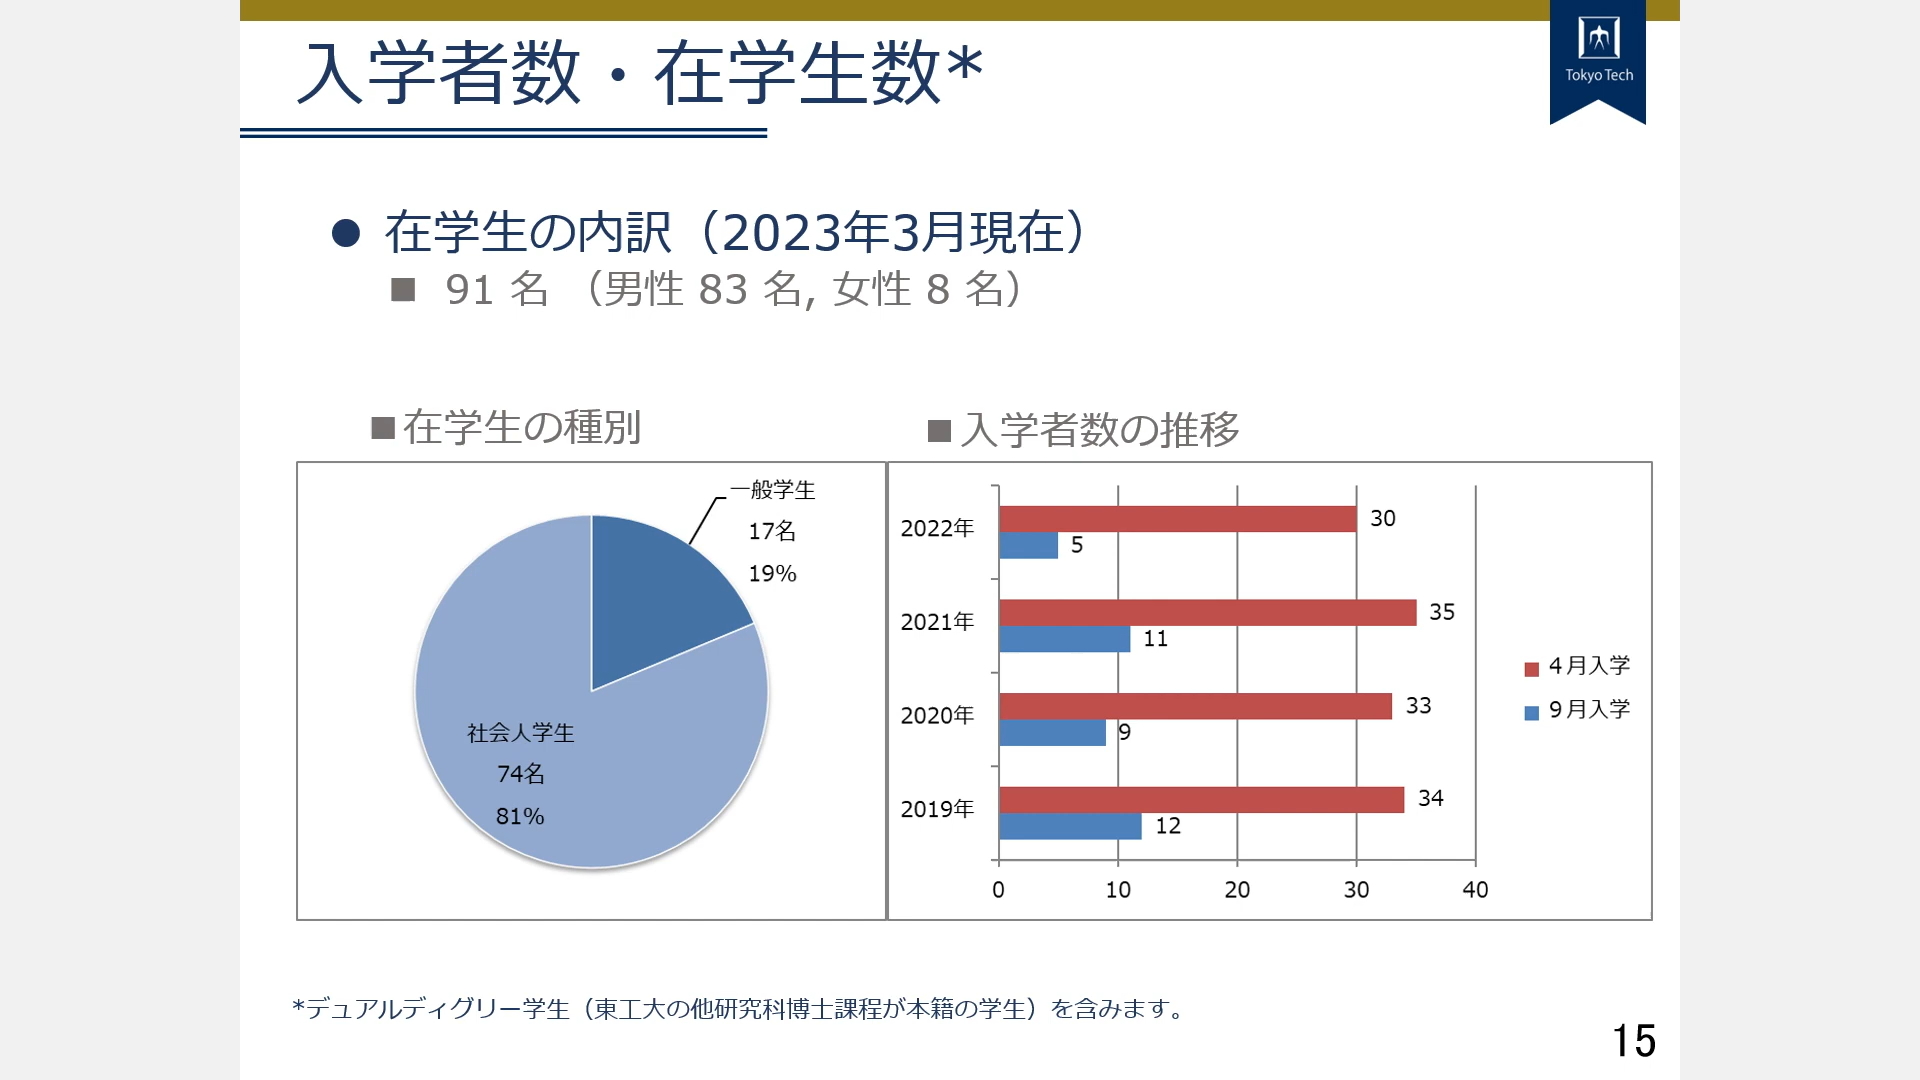 入学者数・在学生数*
Tokyo Tech
● 在学生の内訳（2023年3月現在）
■ 91 名 （男性 83 名, 女性 8 名）
■在学生の種別
一般学生
17名
19%
社会人学生
74名
81%
■入学者数の推移
2022年 30
5
2021年 35
11
2020年 33
9
2019年 34
12
0 10 20 30 40
４月入学
９月入学
*デュアルディグリー学生（東工大の他研究科博士課程が本籍の学生）を含みます。
15